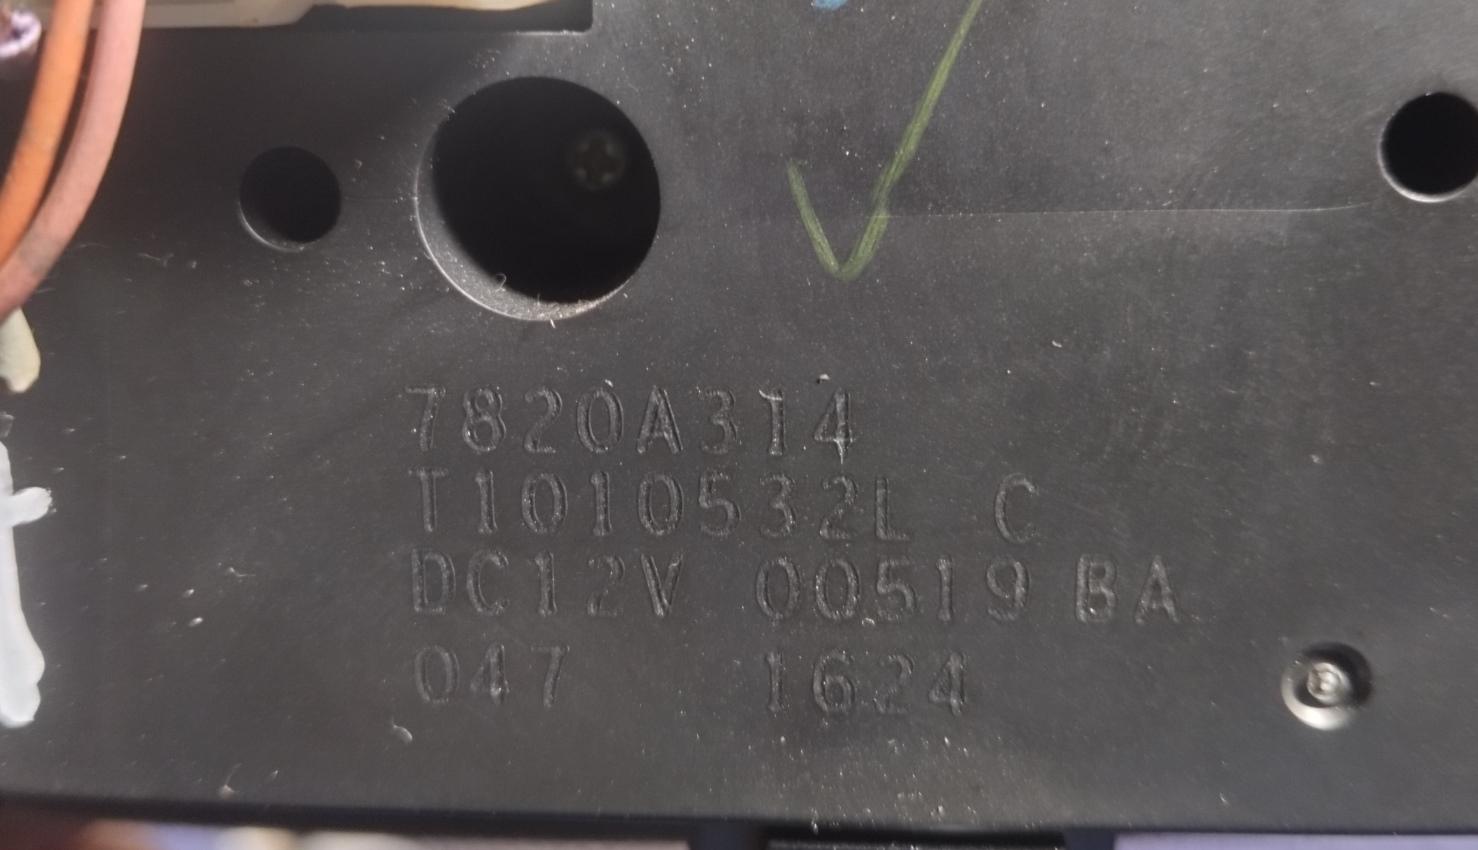 7820A314
T1010532L C
DC12V 00519 BA
047 1624